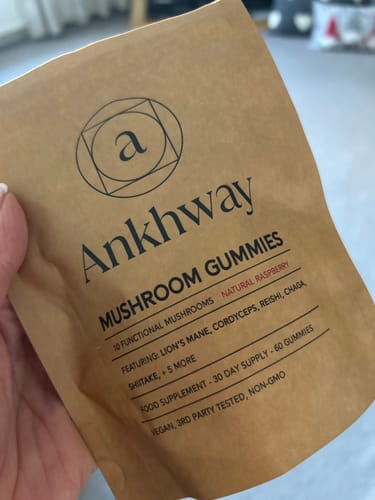 a
Ankhway
MUSHROOM GUMMIES
10 FUNCTIONAL MUSHROOMS NATURAL RASPBERRY
FEATURING: LION'S MANE, CORDYCEPS, REISHI, CHAGA,
SHIITAKE, + 5 MORE
FOOD SUPPLEMENT - 30 DAY SUPPLY - 60 GUMMIES
VEGAN, 3RD PARTY TESTED, NON-GMO